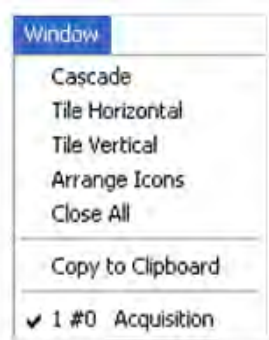 Window
Cascade
Tile Horizontal
Tile Vertical
Arrange Icons
Close All
Copy to Clipboard
✔ 1 #0 Acquisition